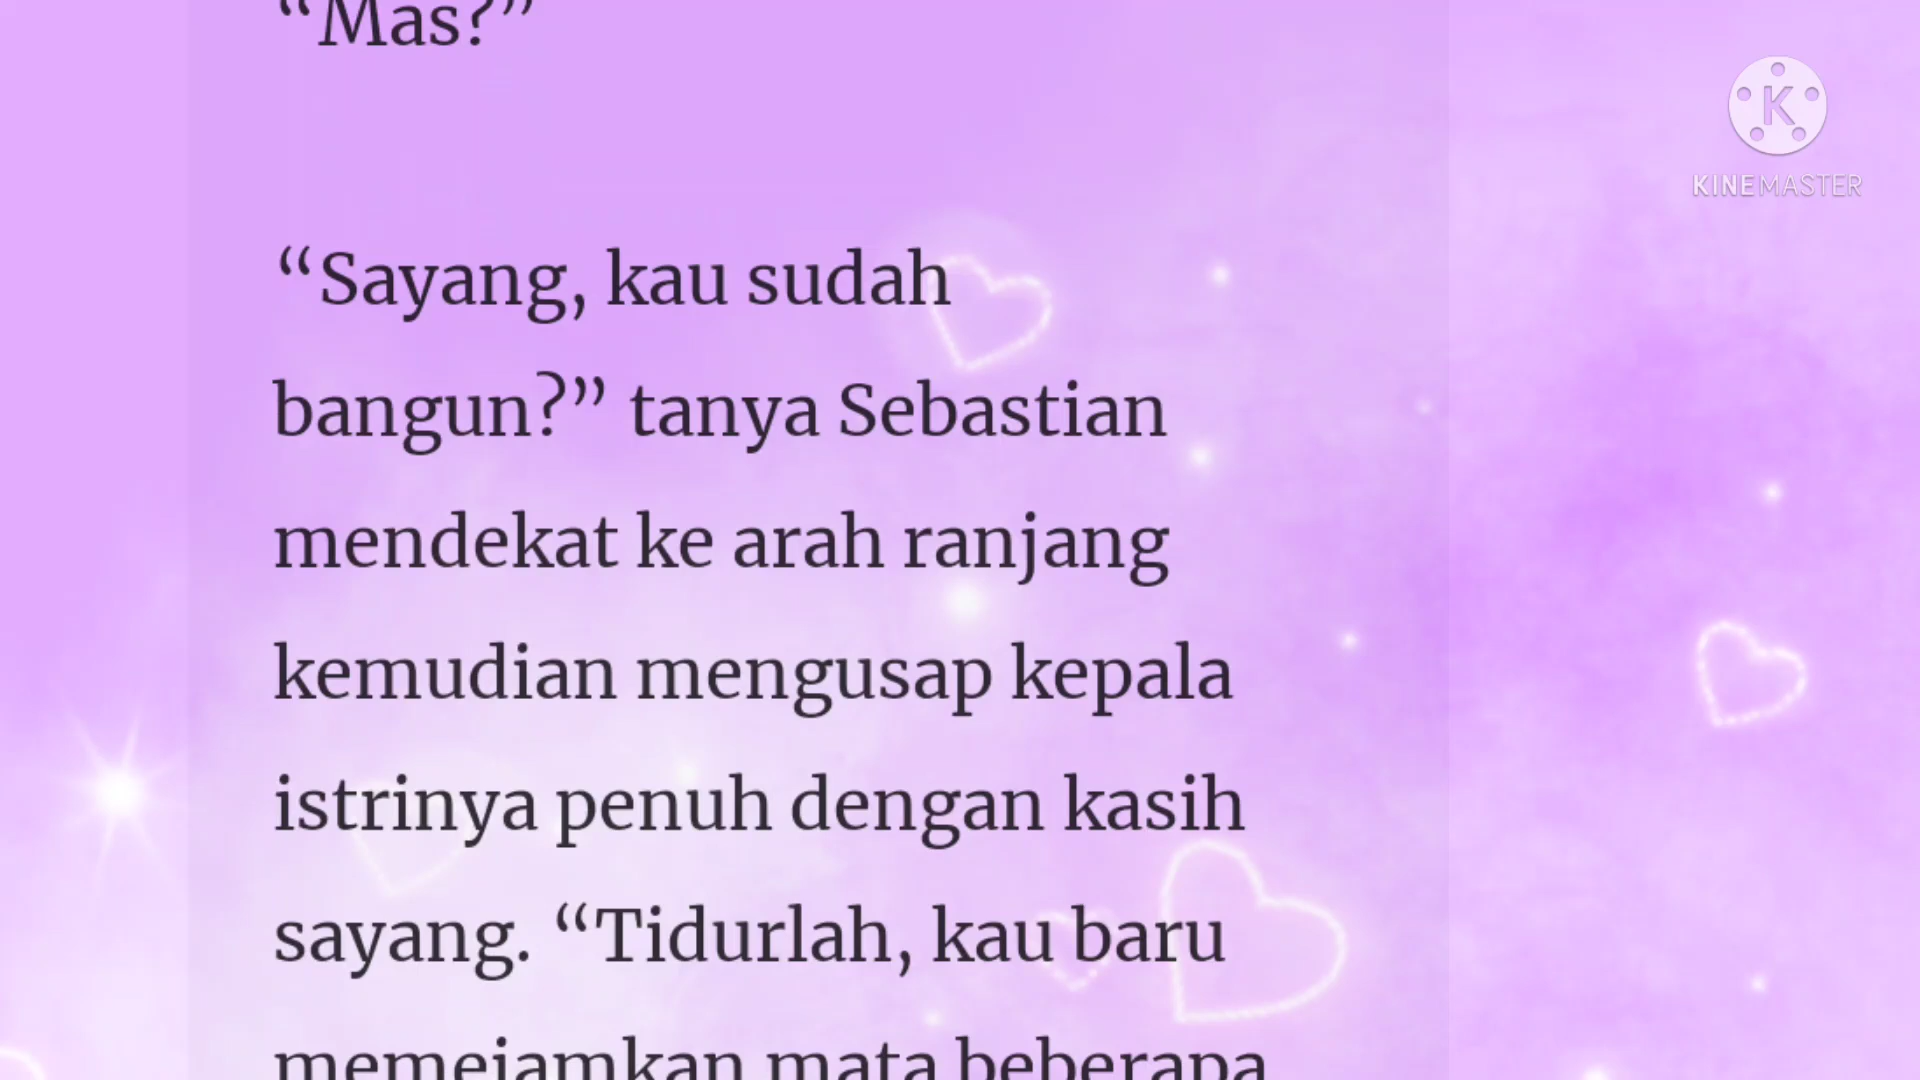 “Mas?”
KINEMASTER
“Sayang, kau sudah
bangun?” tanya Sebastian
mendekat ke arah ranjang
kemudian mengusap kepala
istrinya penuh dengan kasih
sayang. “Tidurlah, kau baru
memejamkan mata beberapa